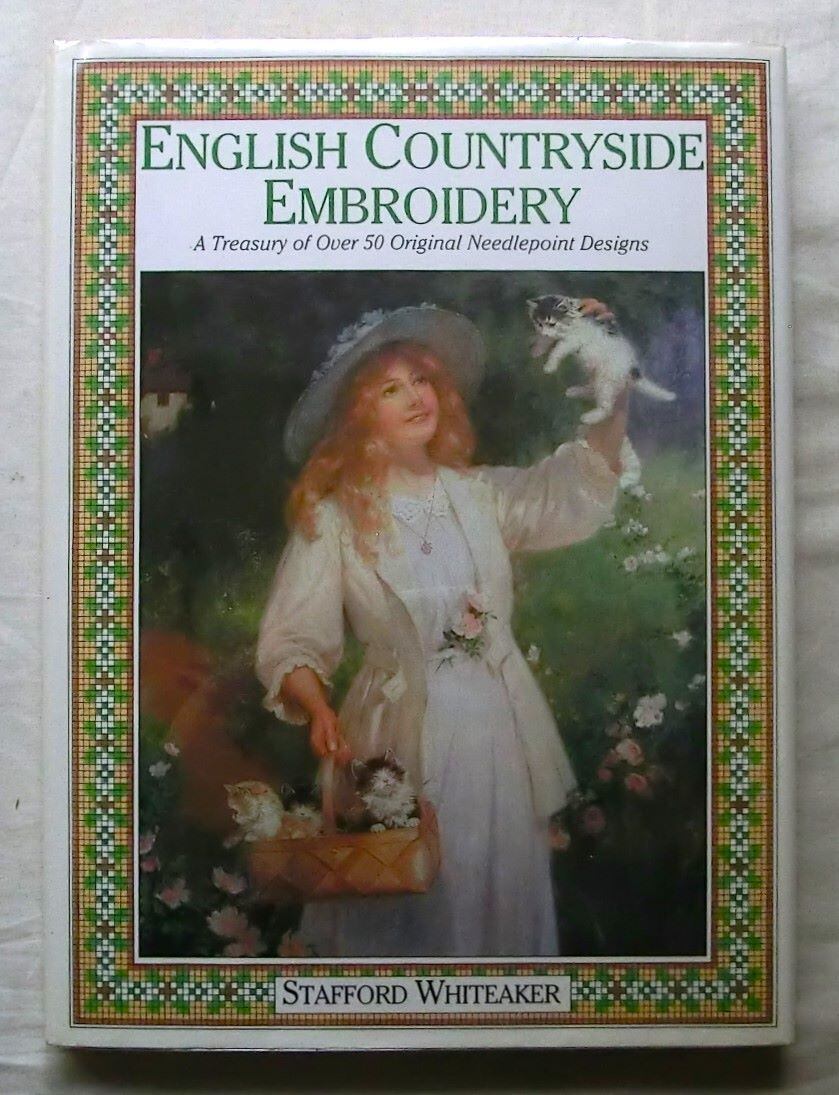 ENGLISH COUNTRYSIDE
EMBROIDERY
A Treasury of Over 50 Original Needlepoint Designs
STAFFORD WHITEAKER